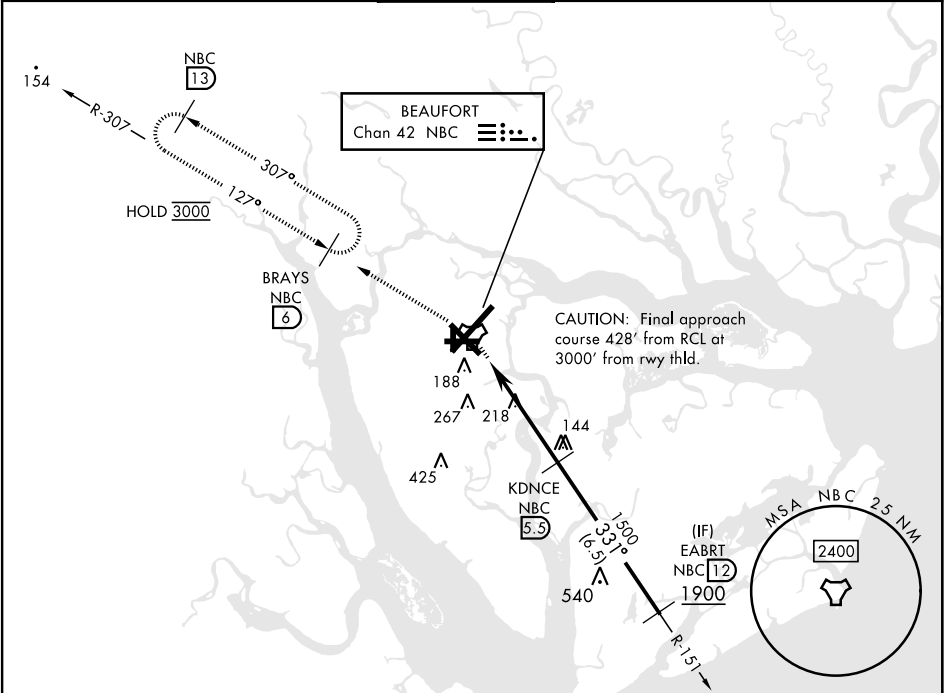 NBC
13
154
R-307
307°
127°
HOLD 3000
BEAUFORT
Chan 42 NBC
BRAYS
NBC
6
CAUTION: Final approach
course 428' from RCL at
3000' from rwy thld.
188
267
218
144
425
KDNCE
NBC
5.5
1500
331°
(6.5)
540
(IF)
EABRT
NBC 12
1900
R-151
MSA NBC 25 NM
2400